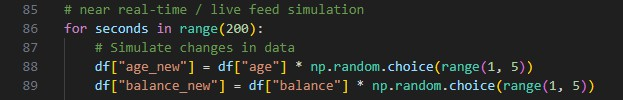 85 # near real-time / live feed simulation
86 for seconds in range(200):
87 # Simulate changes in data
88 df["age_new"] = df["age"] * np.random.choice(range(1, 5))
89 df["balance_new"] = df["balance"] * np.random.choice(range(1, 5))